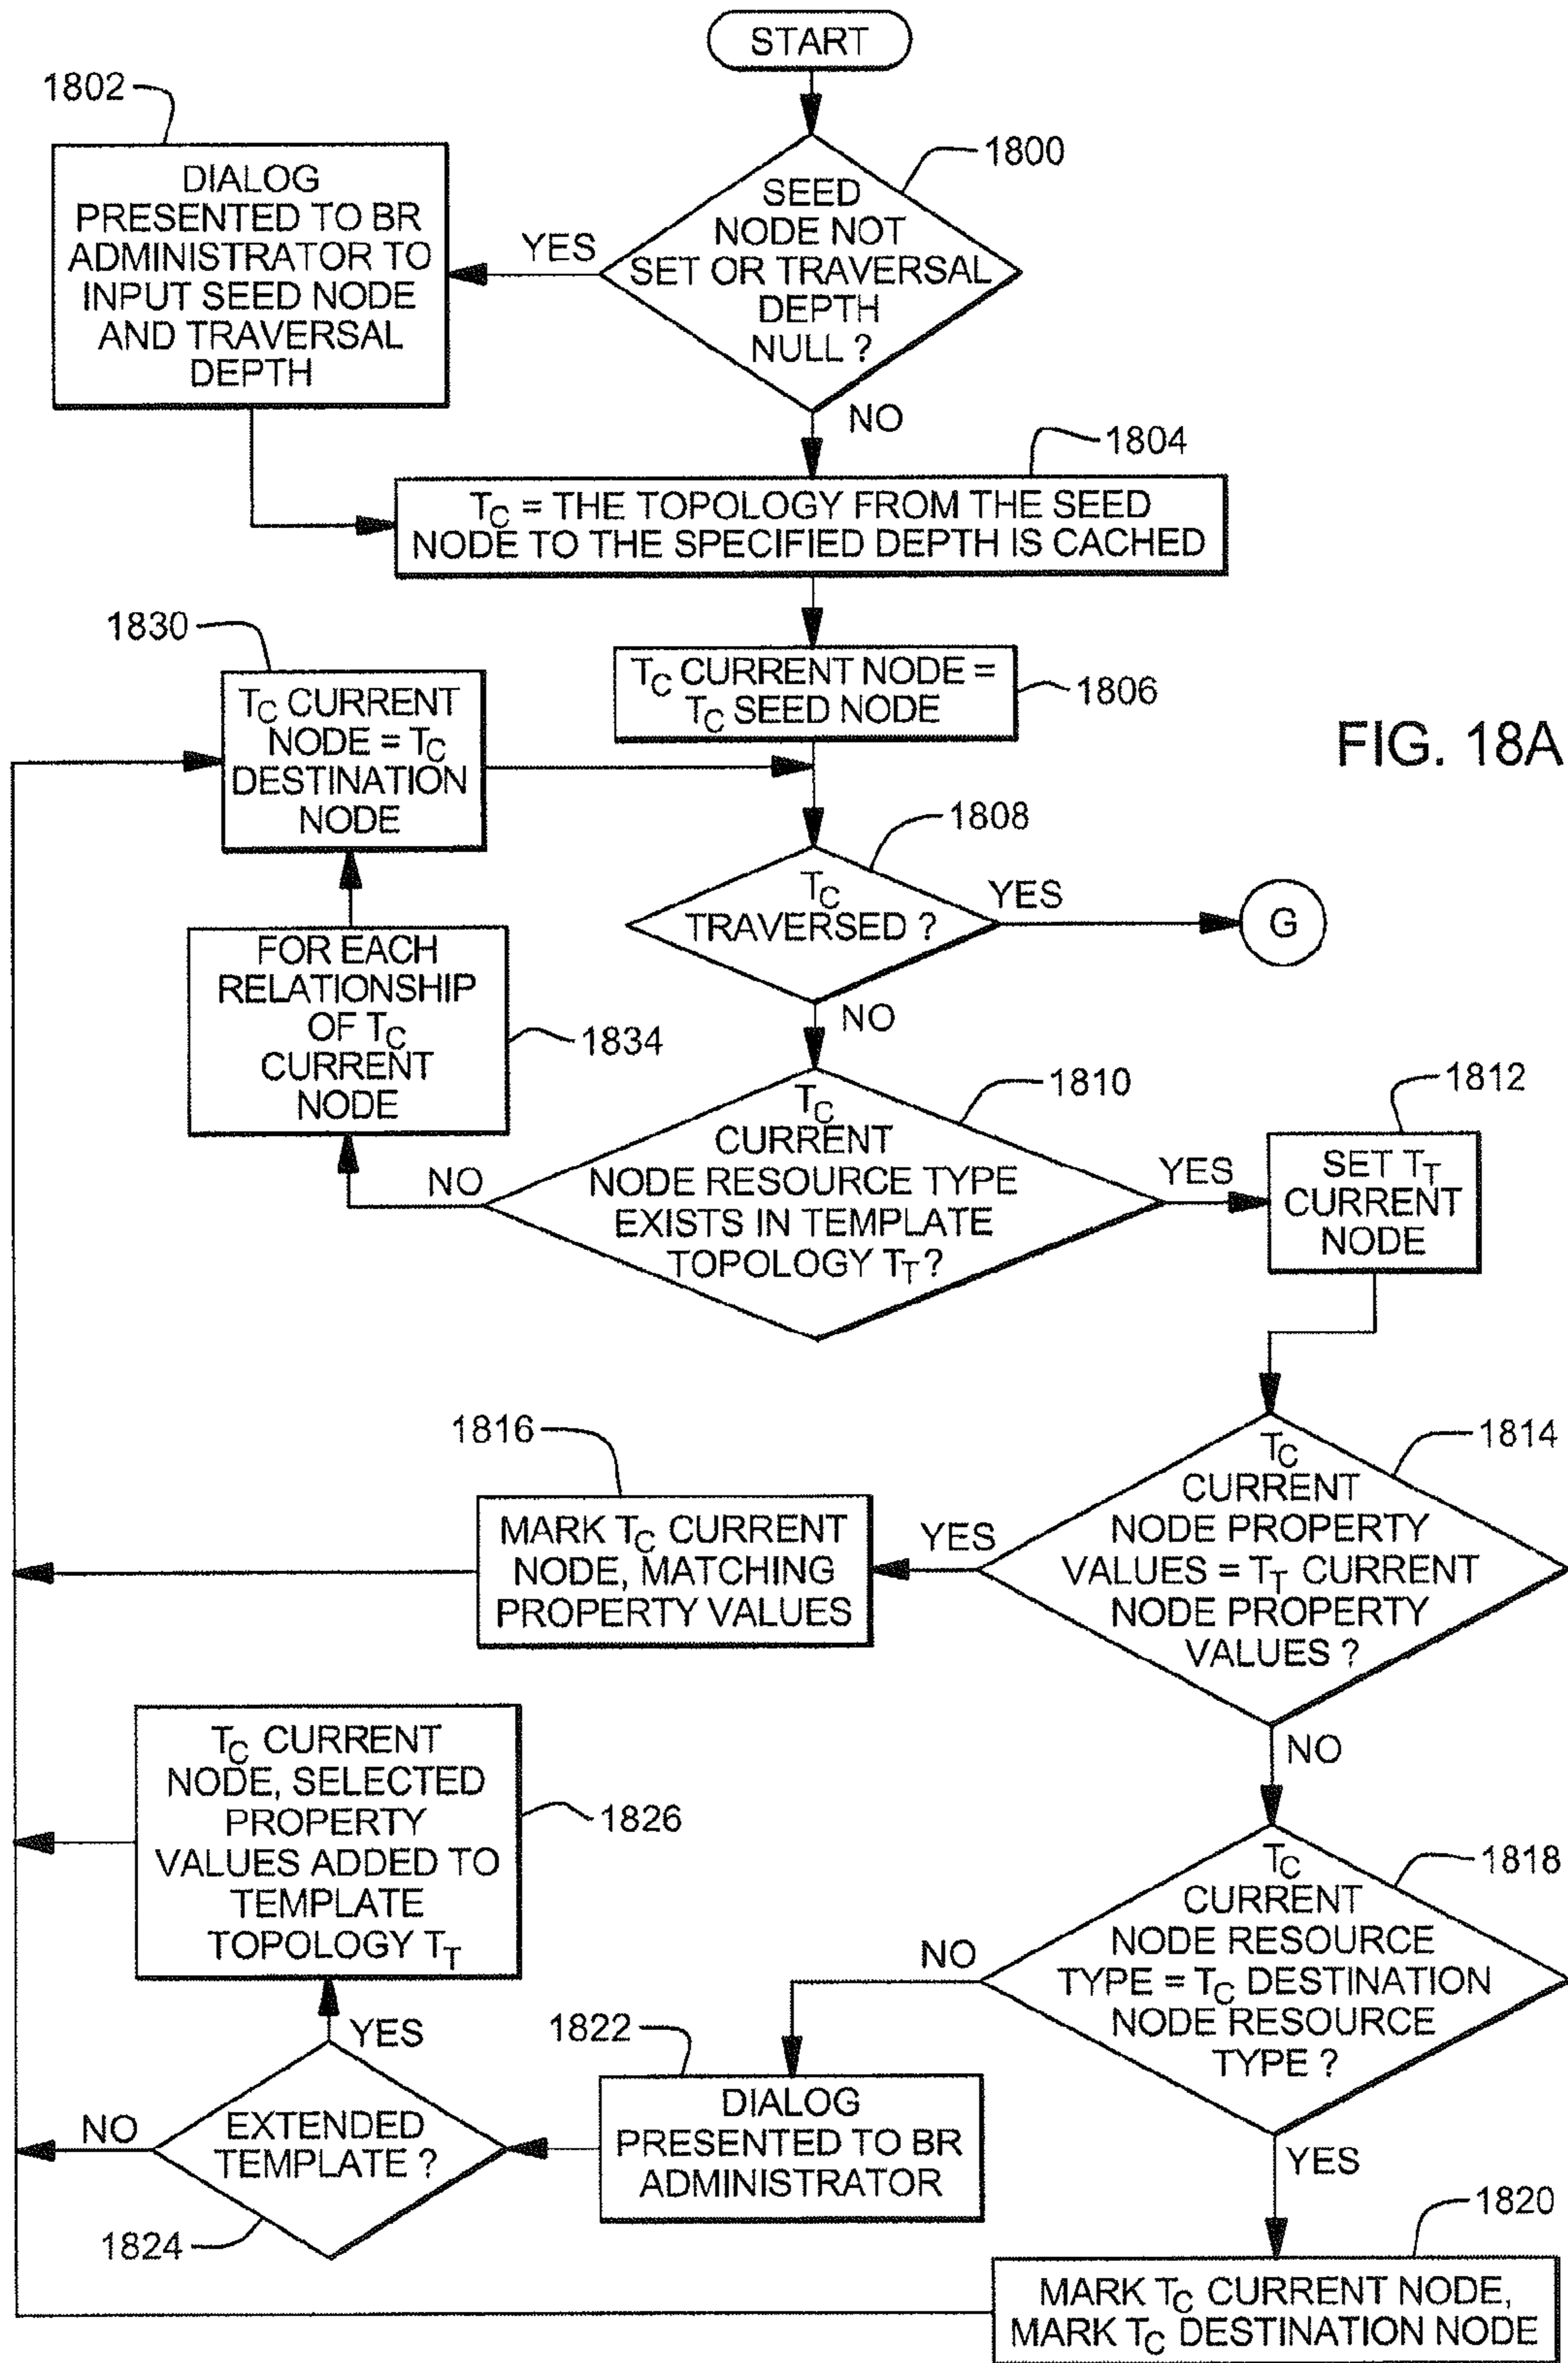 START
1802
1800
DIALOG
PRESENTED TO BR
ADMINISTRATOR TO
INPUT SEED NODE
AND TRAVERSAL
DEPTH
YES
SEED
NODE NOT
SET OR TRAVERSAL
DEPTH
NULL ?
NO
1804
TC = THE TOPOLOGY FROM THE SEED
NODE TO THE SPECIFIED DEPTH IS CACHED
1830
TC CURRENT
NODE = TC
DESTINATION
NODE
TC CURRENT NODE =
TC SEED NODE
1806
FIG. 18A
1808
TC
TRAVERSED ?
YES
G
NO
FOR EACH
RELATIONSHIP
OF TC
CURRENT
NODE
1834
1810
TC
CURRENT
NODE RESOURCE TYPE
EXISTS IN TEMPLATE
TOPOLOGY TT?
NO
YES
1812
SET TT
CURRENT
NODE
1816
MARK TC CURRENT
NODE, MATCHING
PROPERTY VALUES
YES
1814
TC
CURRENT
NODE PROPERTY
VALUES = TT CURRENT
NODE PROPERTY
VALUES ?
NO
TC CURRENT
NODE, SELECTED
PROPERTY
VALUES ADDED TO
TEMPLATE
TOPOLOGY TT
1826
1818
TC
CURRENT
NODE RESOURCE
TYPE = TC DESTINATION
NODE RESOURCE
TYPE ?
NO
YES
1822
DIALOG
PRESENTED TO BR
ADMINISTRATOR
NO
EXTENDED
TEMPLATE ?
1824
YES
1820
MARK TC CURRENT NODE,
MARK TC DESTINATION NODE